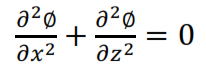 ∂²∅/∂x² + ∂²∅/∂z² = 0